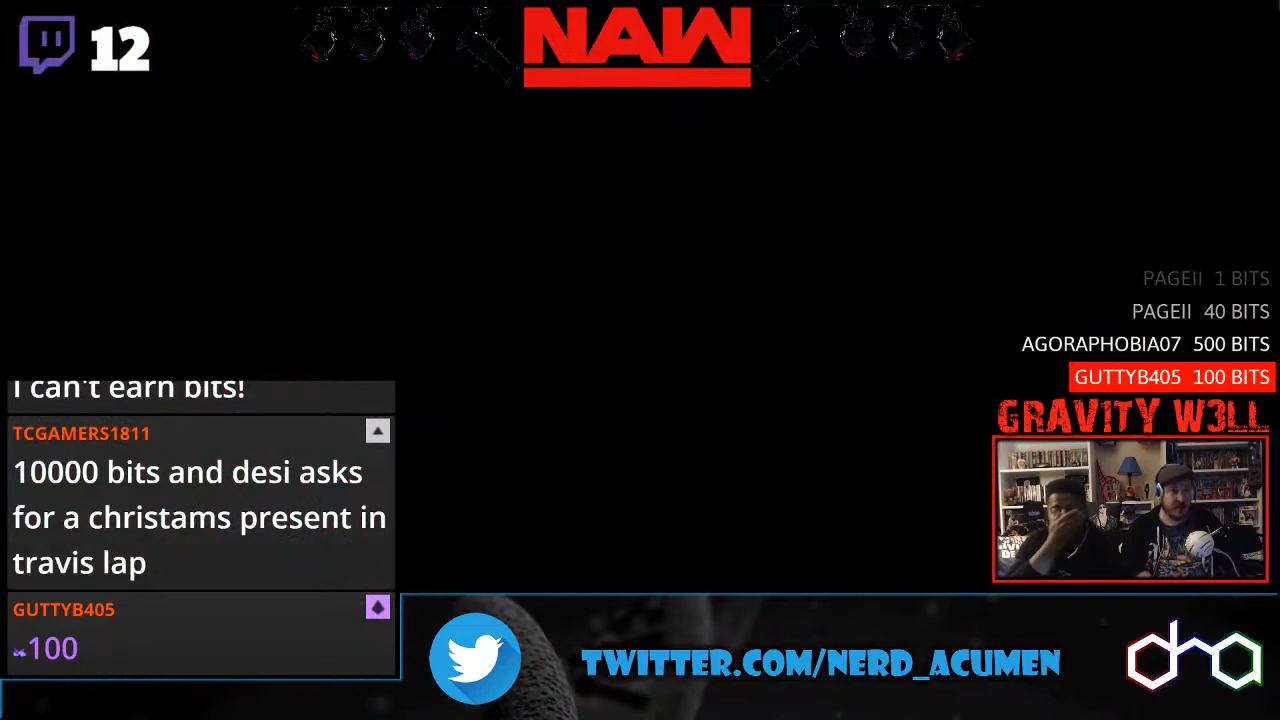 12
NAW
PAGEII 1 BITS
PAGEII 40 BITS
AGORAPHOBIA07 500 BITS
GUTTYB405 100 BITS
I can't earn bits!
TCGAMERS1811
10000 bits and desi asks
for a christams present in
travis lap
GUTTYB405
100
GRAVITY W3LL
TWITTER.COM/NERD_ACUMEN
dna